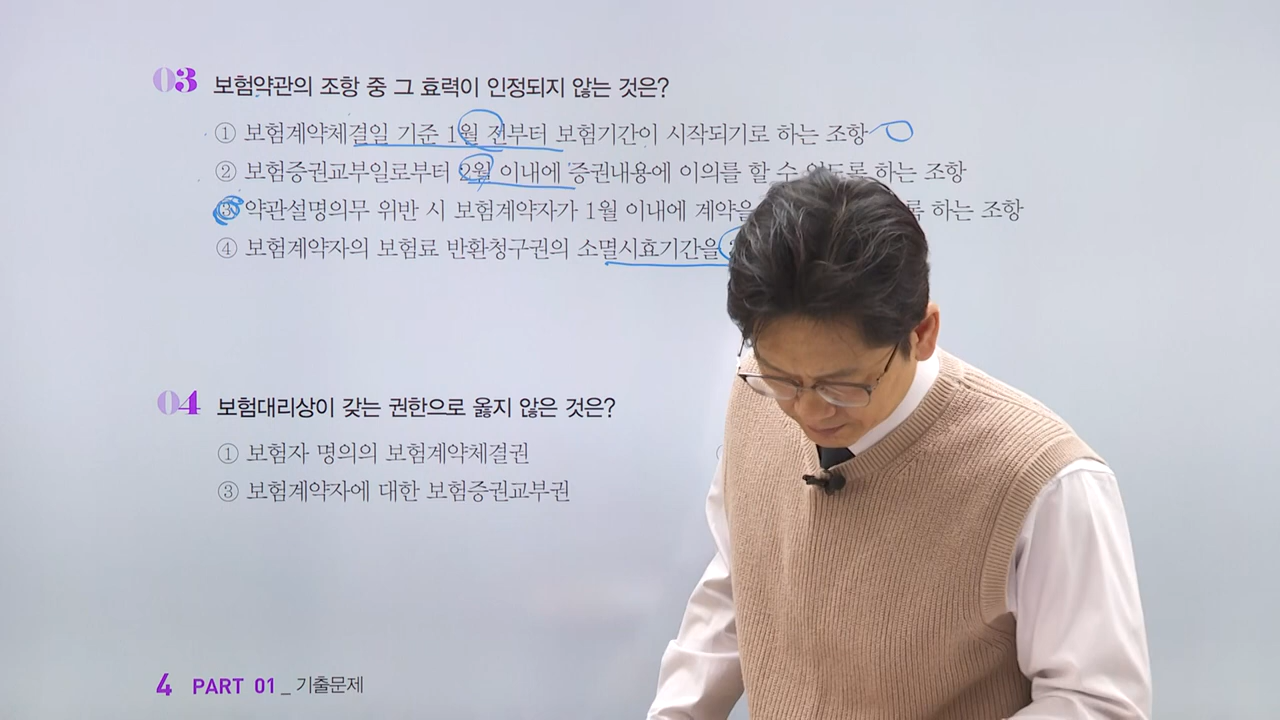 03 보험약관의 조항 중 그 효력이 인정되지 않는 것은?
① 보험계약체결일 기준 1월 전부터 보험기간이 시작되기로 하는 조항
② 보험증권교부일로부터 2월 이내에 증권내용에 이의를 할 수 하는 조항
③ 약관설명의무 위반 시 보험계약자가 1월 이내에 계약을 하는 조항
④ 보험계약자의 보험료 반환청구권의 소멸시효기간을
04 보험대리상이 갖는 권한으로 옳지 않은 것은?
① 보험자 명의의 보험계약체결권
③ 보험계약자에 대한 보험증권교부권
4 PART 01 _ 기출문제